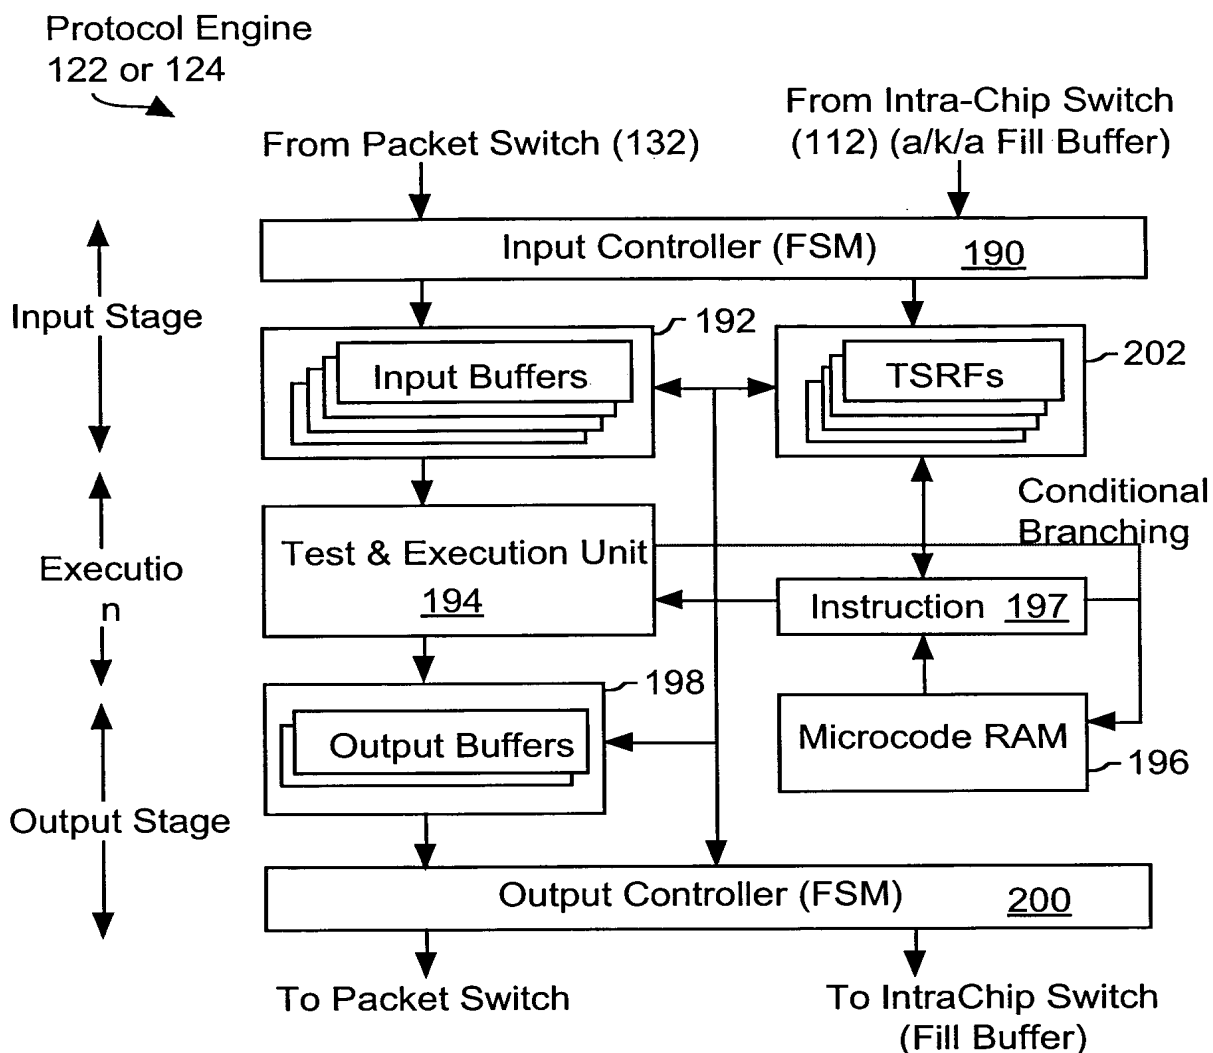 Protocol Engine
122 or 124
From Intra-Chip Switch
From Packet Switch (132)
(112) (a/k/a Fill Buffer)
Input Controller (FSM) 190
Input Stage
192
202
Input Buffers
TSRFs
Conditional
Branching
Test & Execution Unit
194
Executio
n
Instruction 197
198
Output Buffers
Microcode RAM
196
Output Stage
Output Controller (FSM) 200
To Packet Switch
To IntraChip Switch
(Fill Buffer)